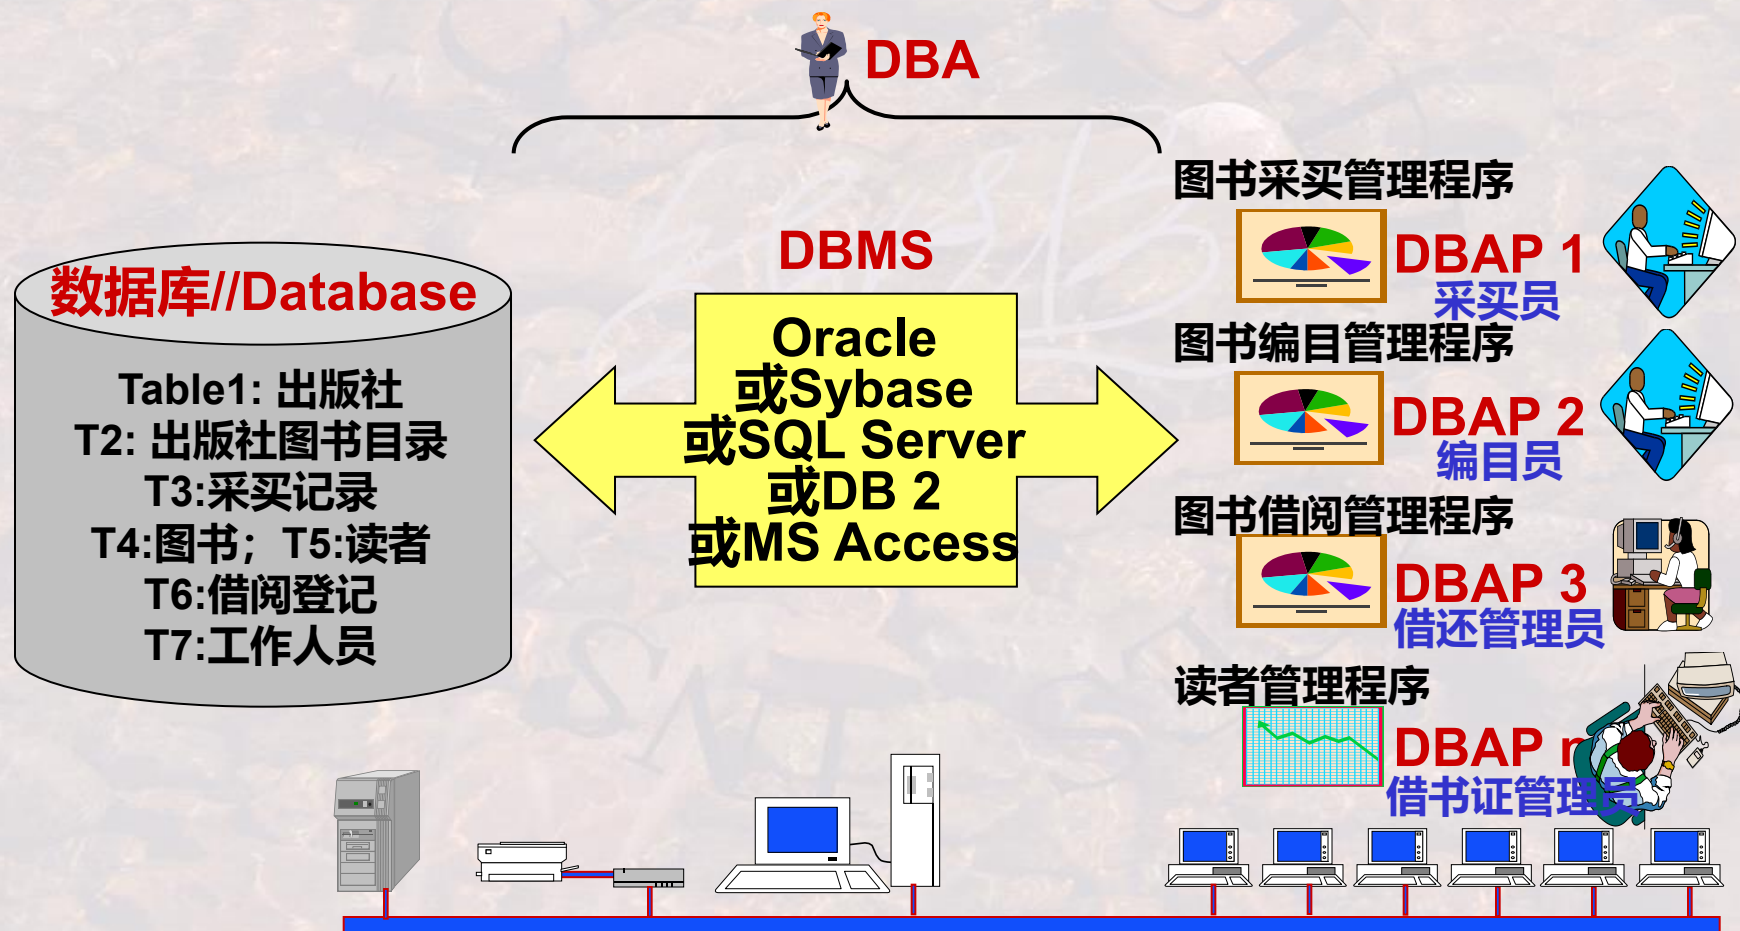 DBA
数据库//Database
Table1: 出版社
T2: 出版社图书目录
T3:采买记录
T4:图书；T5:读者
T6:借阅登记
T7:工作人员
DBMS
Oracle
或Sybase
或SQL Server
或DB 2
或MS Access
图书采买管理程序
DBAP 1
采买员
图书编目管理程序
DBAP 2
编目员
图书借阅管理程序
DBAP 3
借还管理员
读者管理程序
DBAP n
借书证管理员